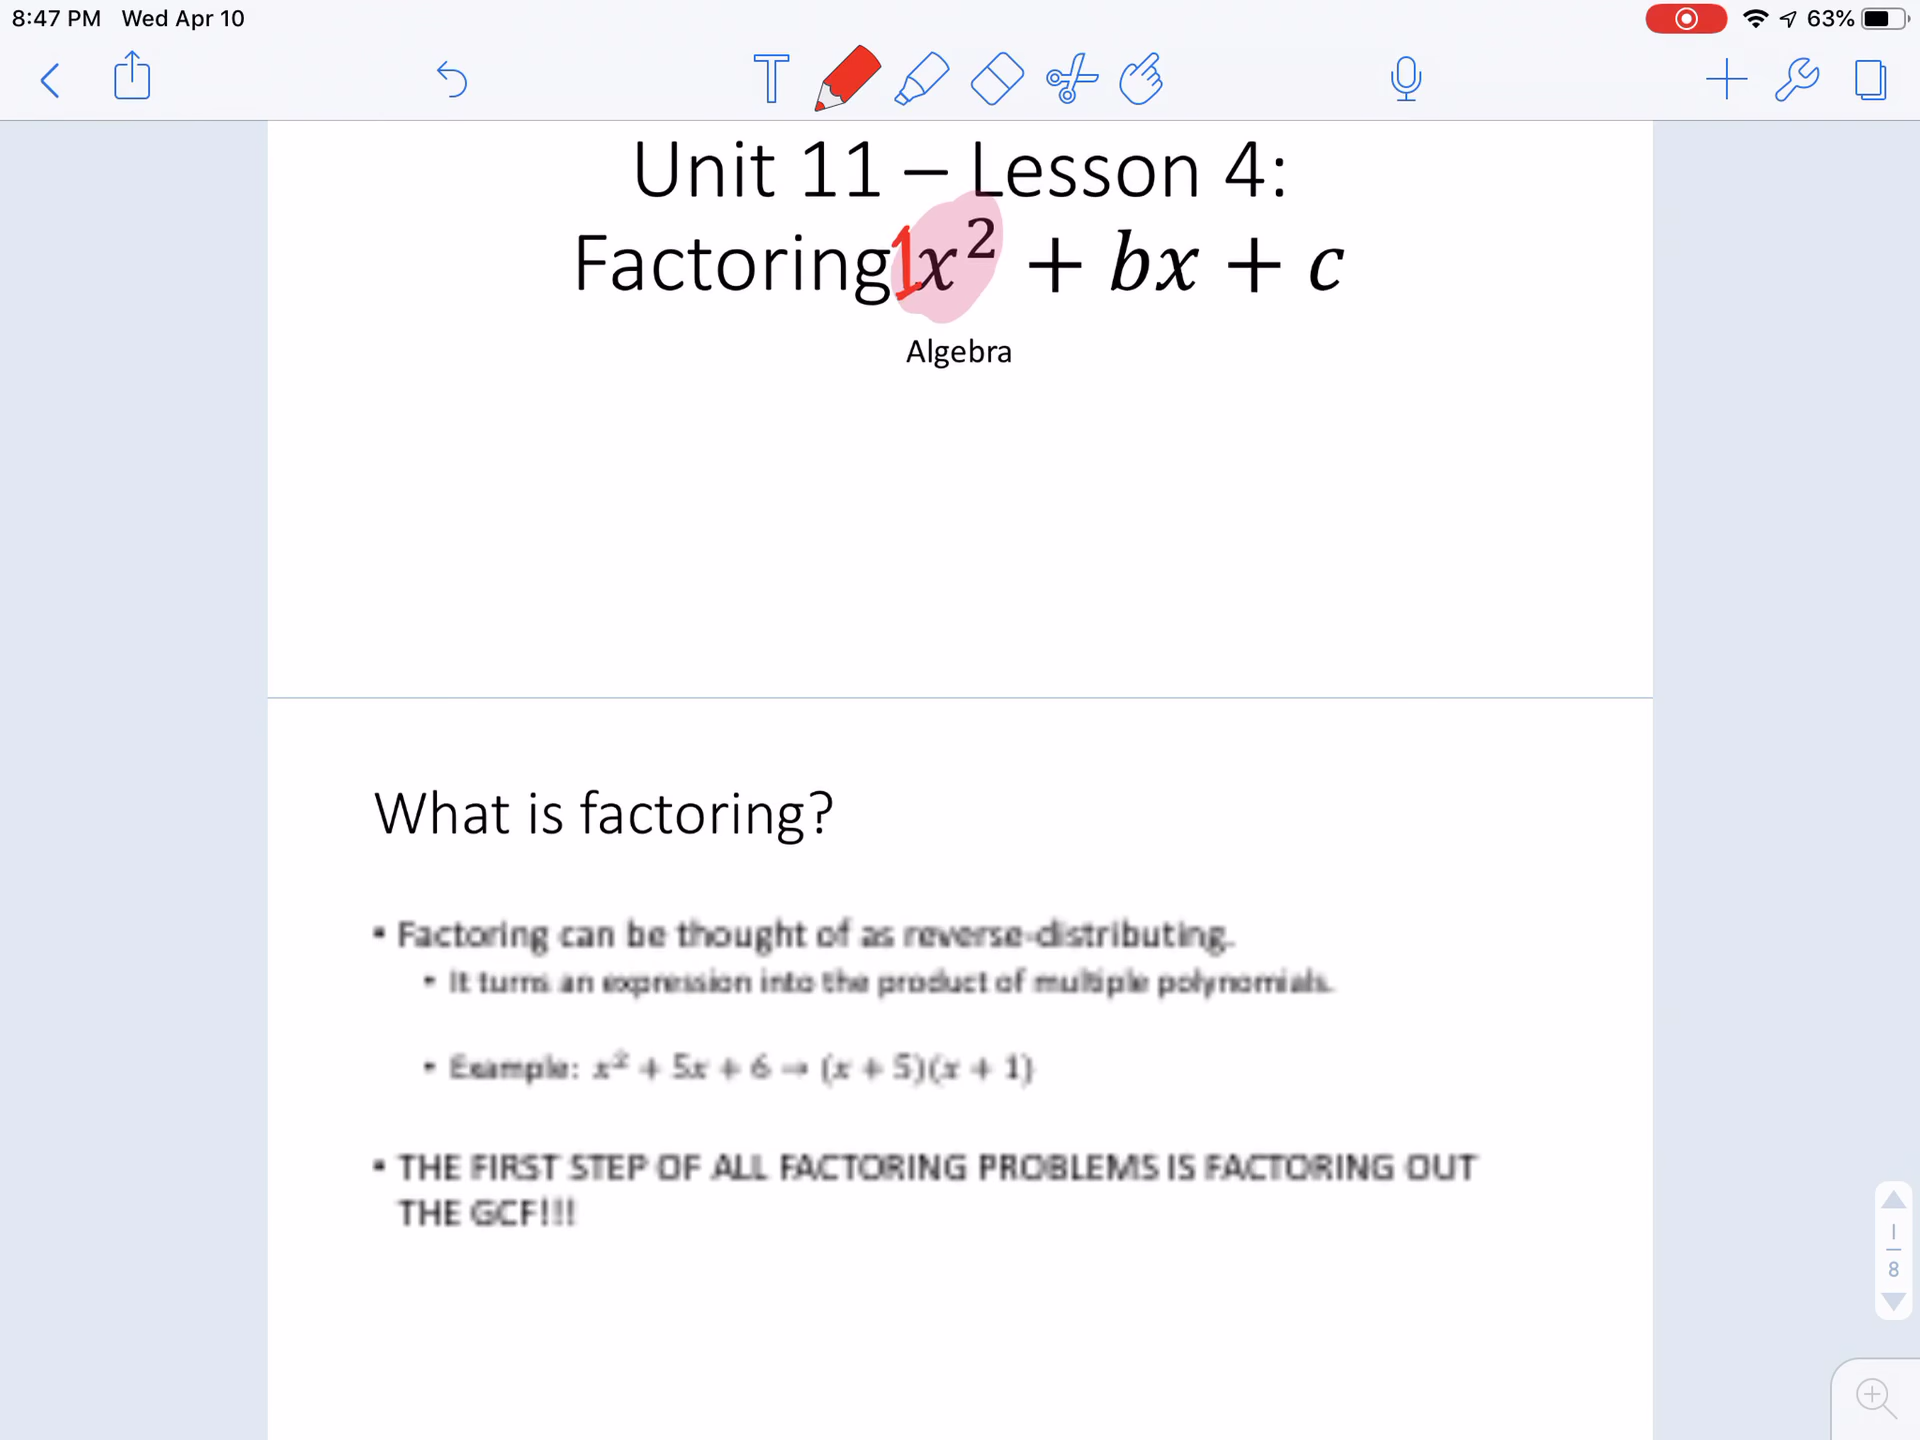 8:47 PM Wed Apr 10 63%
T
Unit 11 – Lesson 4:
Factoring 1x² + bx + c
Algebra
What is factoring?
▪ Factoring can be thought of as reverse-distributing.
▪ It turns an expression into the product of multiple polynomials.
▪ Example: x² + 5x + 6 → (x + 5)(x + 1)
▪ THE FIRST STEP OF ALL FACTORING PROBLEMS IS FACTORING OUT
THE GCF!!!
1
8